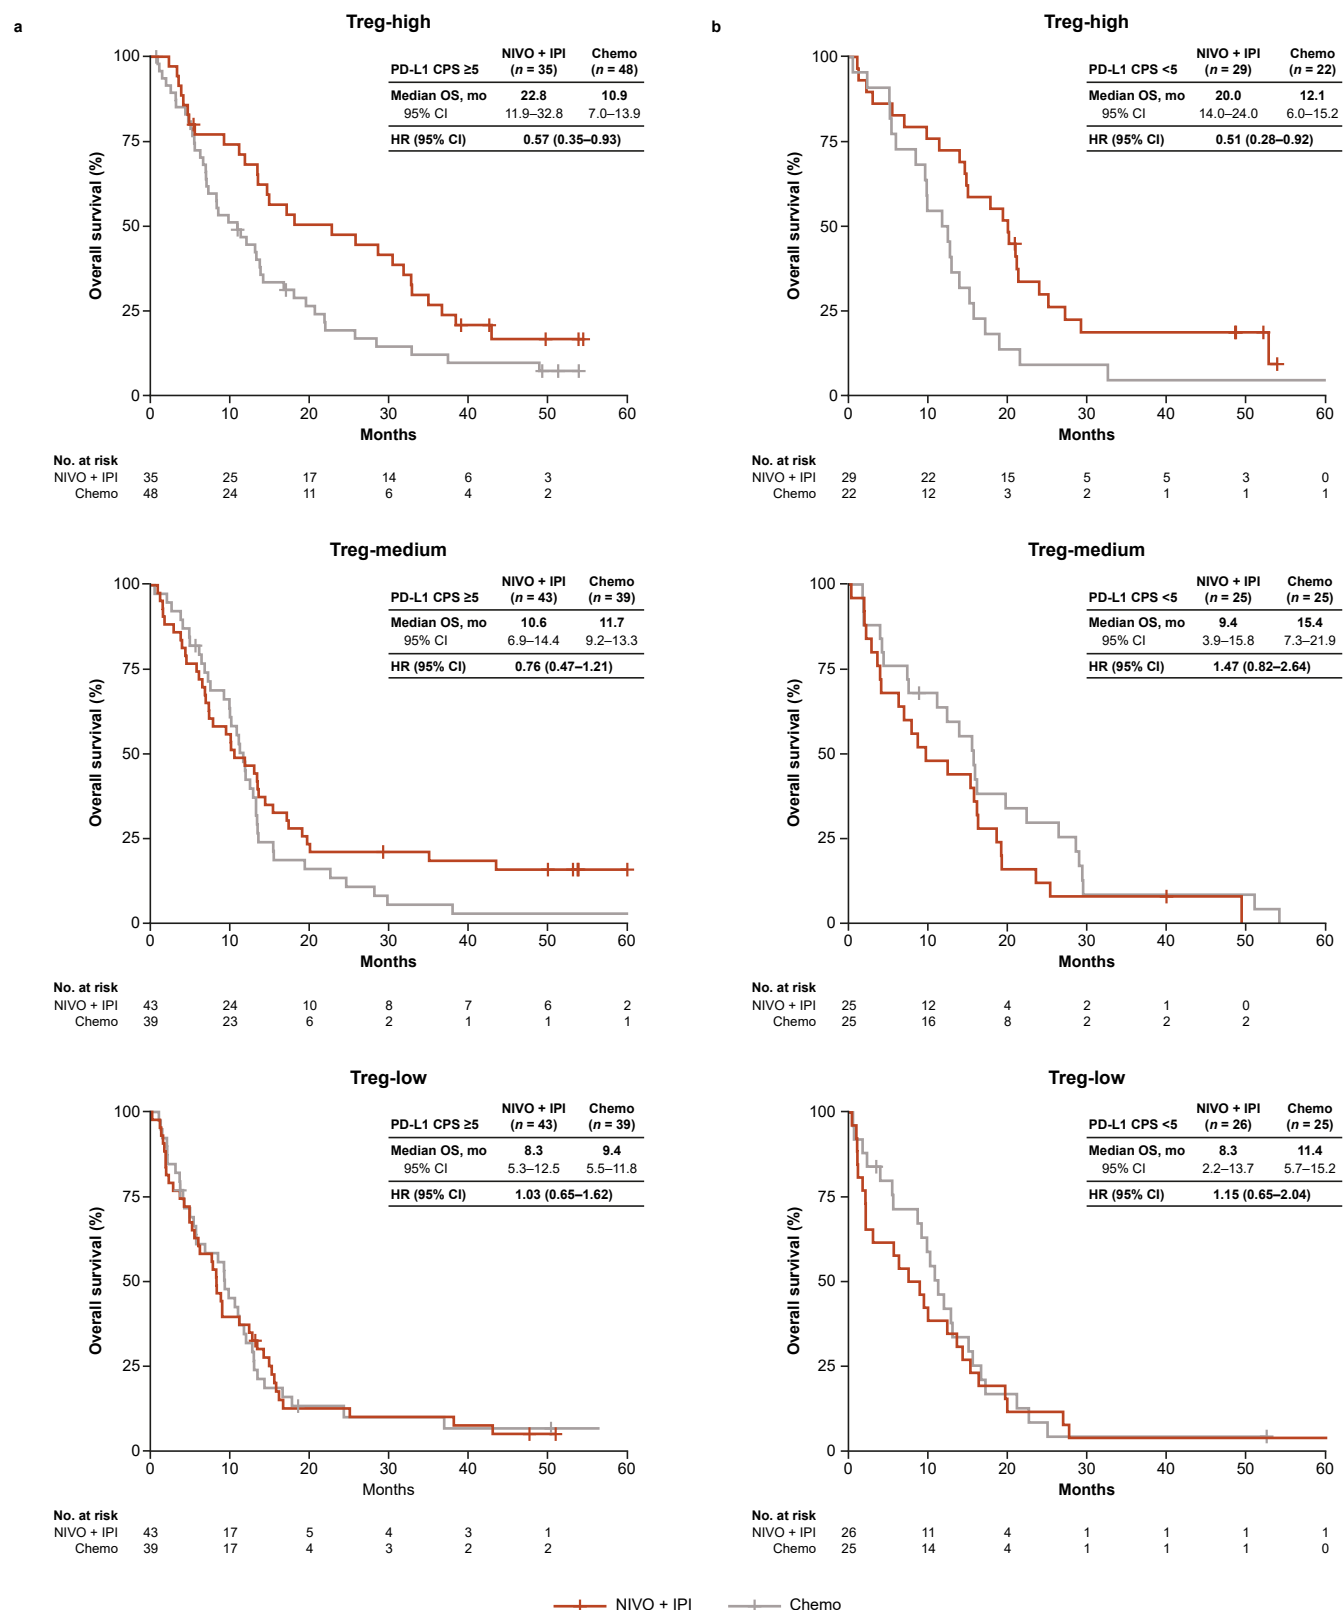 a
Treg-high
NIVO + IPI Chemo
PD-L1 CPS ≥5 (n = 35) (n = 48)
Median OS, mo 22.8 10.9
95% CI 11.9–32.8 7.0–13.9
HR (95% CI) 0.57 (0.35–0.93)
Overall survival (%)
100
75
50
25
0
0 10 20 30 40 50 60
Months
No. at risk
NIVO + IPI 35 25 17 14 6 3
Chemo 48 24 11 6 4 2
Treg-medium
NIVO + IPI Chemo
PD-L1 CPS ≥5 (n = 43) (n = 39)
Median OS, mo 10.6 11.7
95% CI 6.9–14.4 9.2–13.3
HR (95% CI) 0.76 (0.47–1.21)
Overall survival (%)
100
75
50
25
0
0 10 20 30 40 50 60
Months
No. at risk
NIVO + IPI 43 24 10 8 7 6 2
Chemo 39 23 6 2 1 1 1
Treg-low
NIVO + IPI Chemo
PD-L1 CPS ≥5 (n = 43) (n = 39)
Median OS, mo 8.3 9.4
95% CI 5.3–12.5 5.5–11.8
HR (95% CI) 1.03 (0.65–1.62)
Overall survival (%)
100
75
50
25
0
0 10 20 30 40 50 60
Months
No. at risk
NIVO + IPI 43 17 5 4 3 1
Chemo 39 17 4 3 2 2
b
Treg-high
NIVO + IPI Chemo
PD-L1 CPS <5 (n = 29) (n = 22)
Median OS, mo 20.0 12.1
95% CI 14.0–24.0 6.0–15.2
HR (95% CI) 0.51 (0.28–0.92)
Overall survival (%)
100
75
50
25
0
0 10 20 30 40 50 60
Months
No. at risk
NIVO + IPI 29 22 15 5 5 3 0
Chemo 22 12 3 2 1 1 1
Treg-medium
NIVO + IPI Chemo
PD-L1 CPS <5 (n = 25) (n = 25)
Median OS, mo 9.4 15.4
95% CI 3.9–15.8 7.3–21.9
HR (95% CI) 1.47 (0.82–2.64)
Overall survival (%)
100
75
50
25
0
0 10 20 30 40 50 60
Months
No. at risk
NIVO + IPI 25 12 4 2 1 0
Chemo 25 16 8 2 2 2
Treg-low
NIVO + IPI Chemo
PD-L1 CPS <5 (n = 26) (n = 25)
Median OS, mo 8.3 11.4
95% CI 2.2–13.7 5.7–15.2
HR (95% CI) 1.15 (0.65–2.04)
Overall survival (%)
100
75
50
25
0
0 10 20 30 40 50 60
Months
No. at risk
NIVO + IPI 26 11 4 1 1 1 1
Chemo 25 14 4 1 1 1 0
NIVO + IPI Chemo